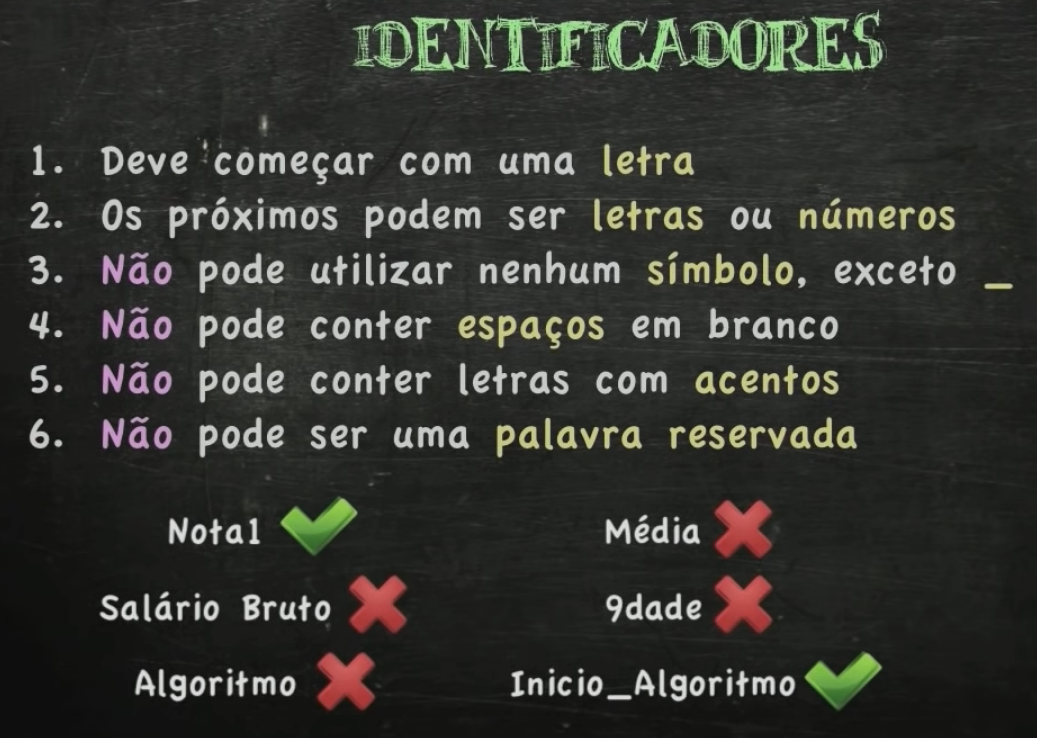 IDENTIFICADORES
1. Deve começar com uma letra
2. Os próximos podem ser letras ou números
3. Não pode utilizar nenhum símbolo, exceto _
4. Não pode conter espaços em branco
5. Não pode conter letras com acentos
6. Não pode ser uma palavra reservada
Nota1 Média
Salário Bruto 9dade
Algoritmo Inicio_Algoritmo